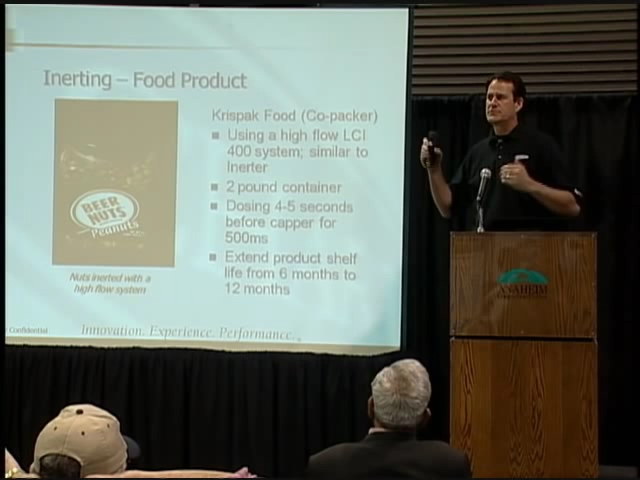 Inerting – Food Product
BEER
NUTS
Peanuts
Nuts inerted with a
high flow system
Krispak Food (Co-packer)
Using a high flow LCI
400 system; similar to
Inerter
2 pound container
Dosing 4-5 seconds
before capper for
500ms
Extend product shelf
life from 6 months to
12 months
Confidential
Innovation. Experience. Performance.
ANAHEIM